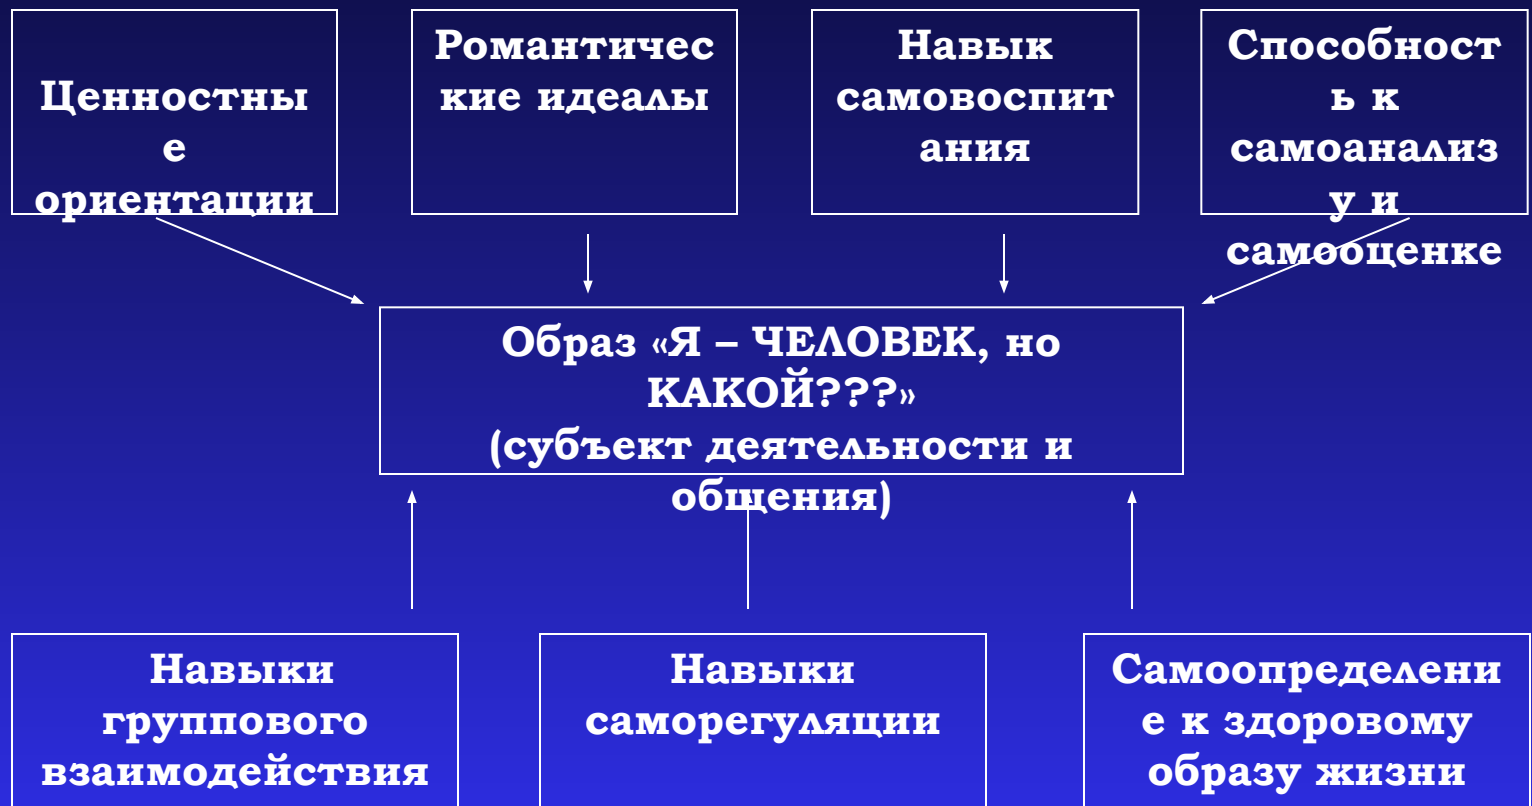 Ценностны
е
ориентации
Романтичес
кие идеалы
Навык
самовоспит
ания
Способност
ь к
самоанализ
у и
самооценке
Образ «Я – ЧЕЛОВЕК, но
КАКОЙ???»
(субъект деятельности и
общения)
Навыки
группового
взаимодействия
Навыки
саморегуляции
Самоопределени
е к здоровому
образу жизни